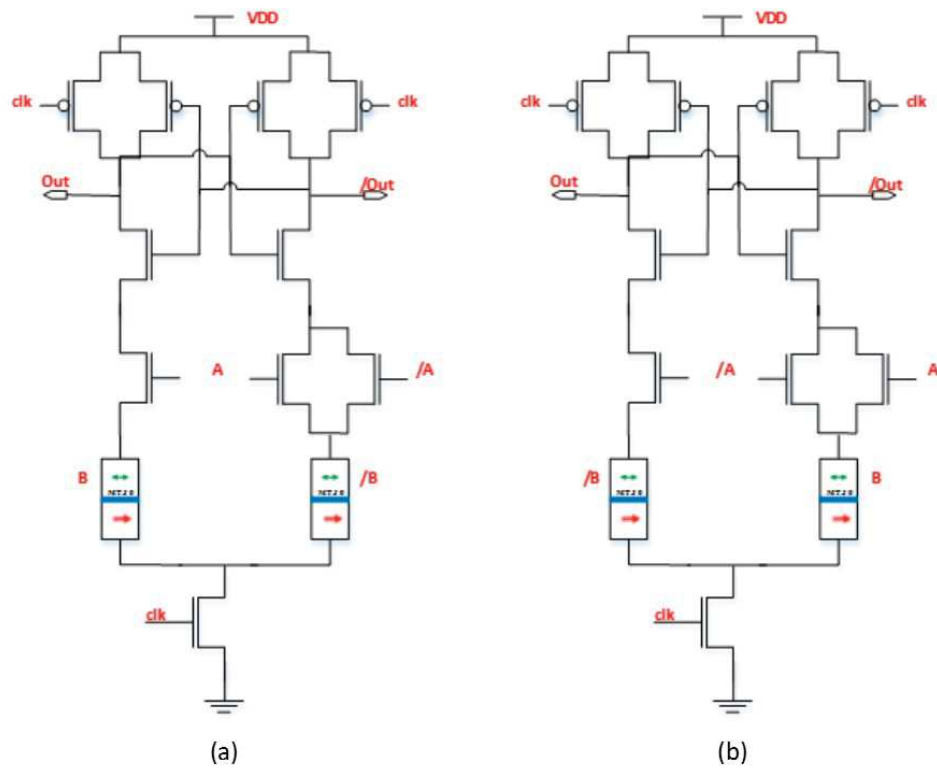 VDD VDD
clk clk clk clk
Out /Out Out /Out
A /A /A A
B /B /B B
clk clk
(a) (b)